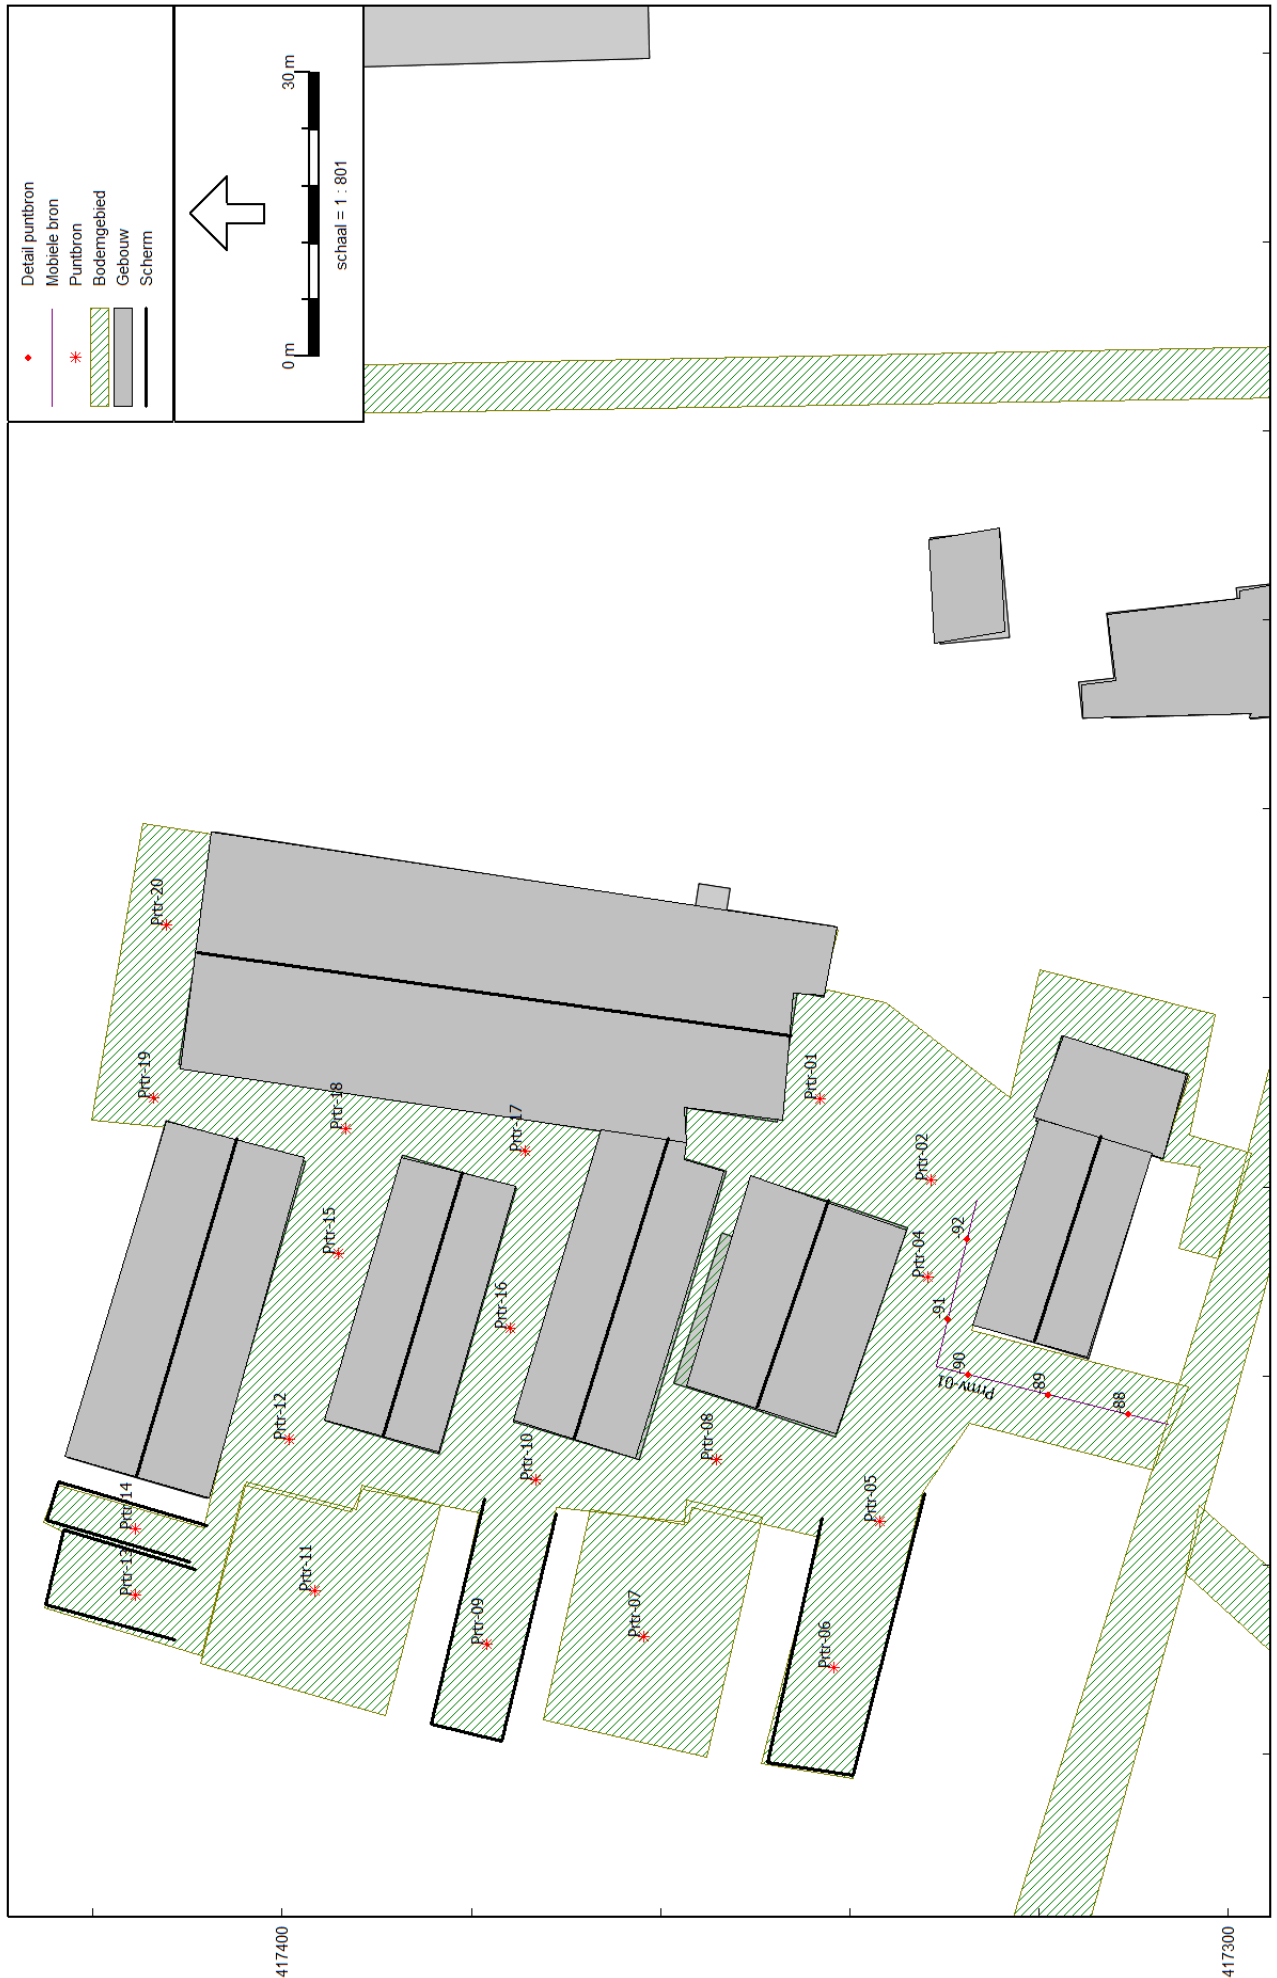 Detail puntbron
Mobiele bron
Puntbron
Bodemgebied
Gebouw
Scherm
0 m
30 m
schaal = 1 : 801
Prtr-20
Prtr-19
Prtr-18
Prtr-17
Prtr-01
Prtr-02
Prtr-15
Prtr-16
Prtr-04
-92
-91
-90
Prmv-01
-89
-88
Prtr-12
Prtr-10
Prtr-08
Prtr-05
Prtr-14
Prtr-13
Prtr-11
Prtr-09
Prtr-07
Prtr-06
417400
417300